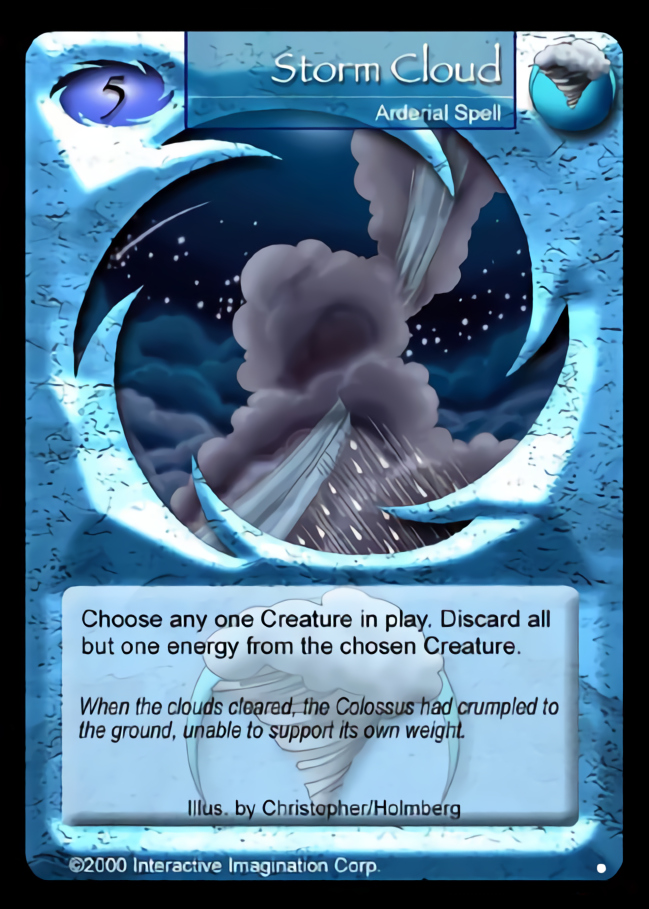 5
Storm Cloud
Arderial Spell
Choose any one Creature in play. Discard all
but one energy from the chosen Creature.
When the clouds cleared, the Colossus had crumpled to
the ground, unable to support its own weight.
Illus. by Christopher/Holmberg
©2000 Interactive Imagination Corp.